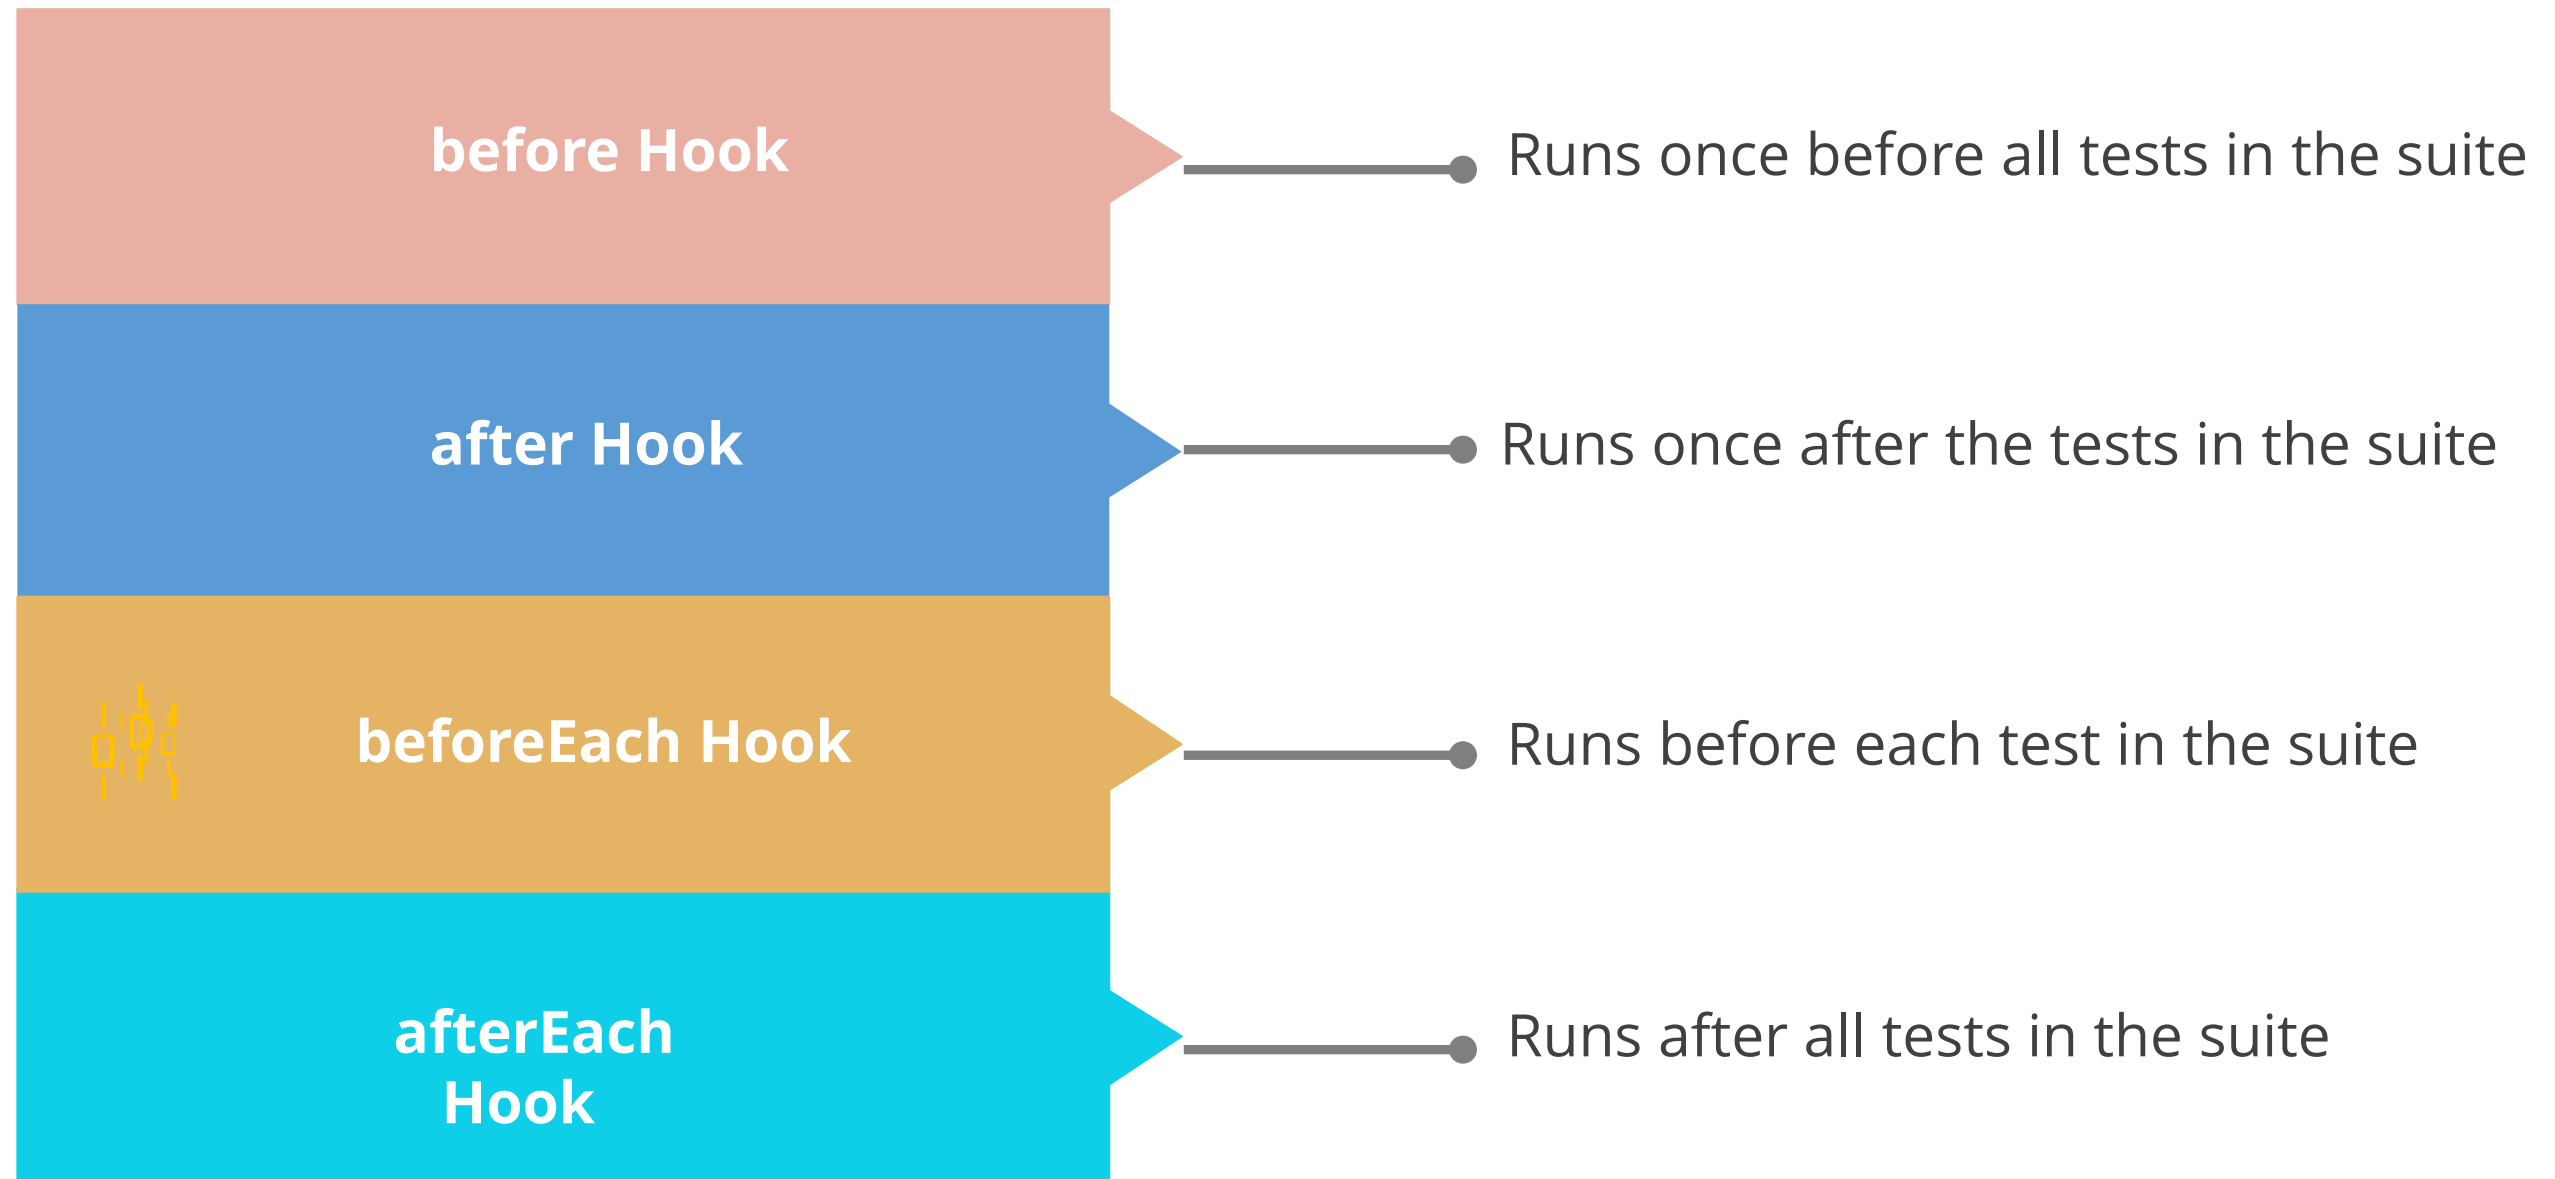 before Hook
Runs once before all tests in the suite
after Hook
Runs once after the tests in the suite
beforeEach Hook
Runs before each test in the suite
afterEach
Hook
Runs after all tests in the suite